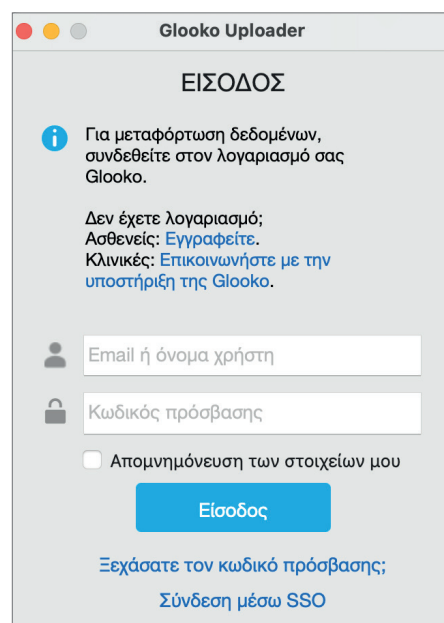 Glooko Uploader
ΕΙΣΟΔΟΣ
Για μεταφόρτωση δεδομένων,
συνδεθείτε στον λογαριασμό σας
Glooko.
Δεν έχετε λογαριασμό;
Ασθενείς: Εγγραφείτε.
Κλινικές: Επικοινωνήστε με την
υποστήριξη της Glooko.
Email ή όνομα χρήστη
Κωδικός πρόσβασης
Απομνημόνευση των στοιχείων μου
Είσοδος
Ξεχάσατε τον κωδικό πρόσβασης;
Σύνδεση μέσω SSO